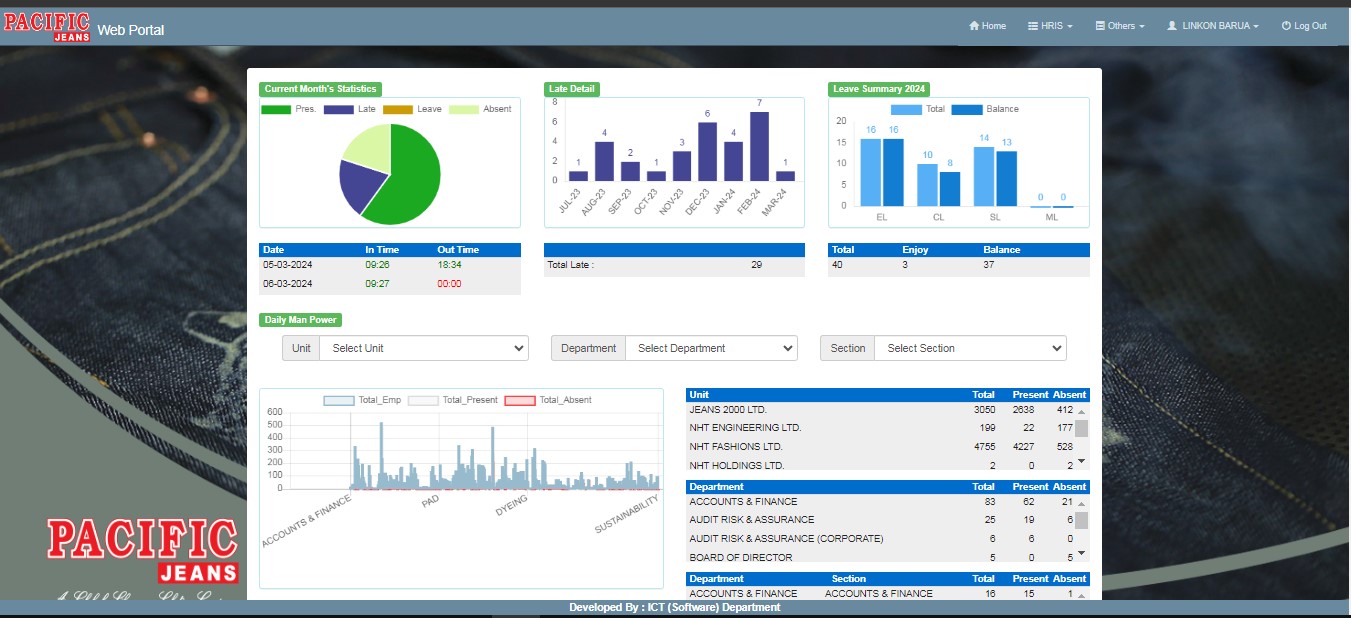 PACIFIC
JEANS
Web Portal
Home
HRIS
Others
LINKON BARUA
Log Out
Current Month's Statistics
Pres. Late Leave Absent
Late Detail
8
6
4
2
0
1 4 2 1 3 6 4 7 1
JUL-23 AUG-23 SEP-23 OCT-23 NOV-23 DEC-23 JAN-24 FEB-24 MAR-24
Leave Summary 2024
Total Balance
20
15
10
5
0
16 16 10 8 14 13 0 0
EL CL SL ML
Date In Time Out Time
05-03-2024 09:26 18:34
06-03-2024 09:27 00:00
Total Late : 29
Total Enjoy Balance
40 3 37
Daily Man Power
Unit Select Unit
Department Select Department
Section Select Section
Total_Emp Total_Present Total_Absent
600
500
400
300
200
100
0
ACCOUNTS & FINANCE PAD DYEING SUSTAINABILITY
Unit Total Present Absent
JEANS 2000 LTD. 3050 2638 412
NHT ENGINEERING LTD. 199 22 177
NHT FASHIONS LTD. 4755 4227 528
NHT HOLDINGS LTD. 2 0 2
Department Total Present Absent
ACCOUNTS & FINANCE 83 62 21
AUDIT RISK & ASSURANCE 25 19 6
AUDIT RISK & ASSURANCE (CORPORATE) 6 6 0
BOARD OF DIRECTOR 5 0 5
Department Section Total Present Absent
ACCOUNTS & FINANCE ACCOUNTS & FINANCE 16 15 1
PACIFIC
JEANS
Developed By : ICT (Software) Department